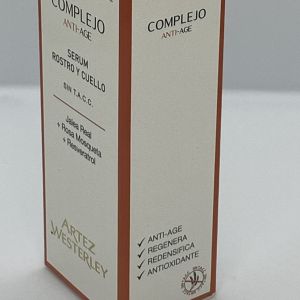 COMPLEJO
ANTI-AGE
SERUM
ROSTRO Y CUELLO
SIN T.A.C.C.
Jalea Real
+ Rosa Mosqueta
+ Resveratrol
ARTEZ
WESTERLEY
COMPLEJO
ANTI-AGE
✓ ANTI-AGE
✓ REGENERA
✓ REDENSIFICA
✓ ANTIOXIDANTE